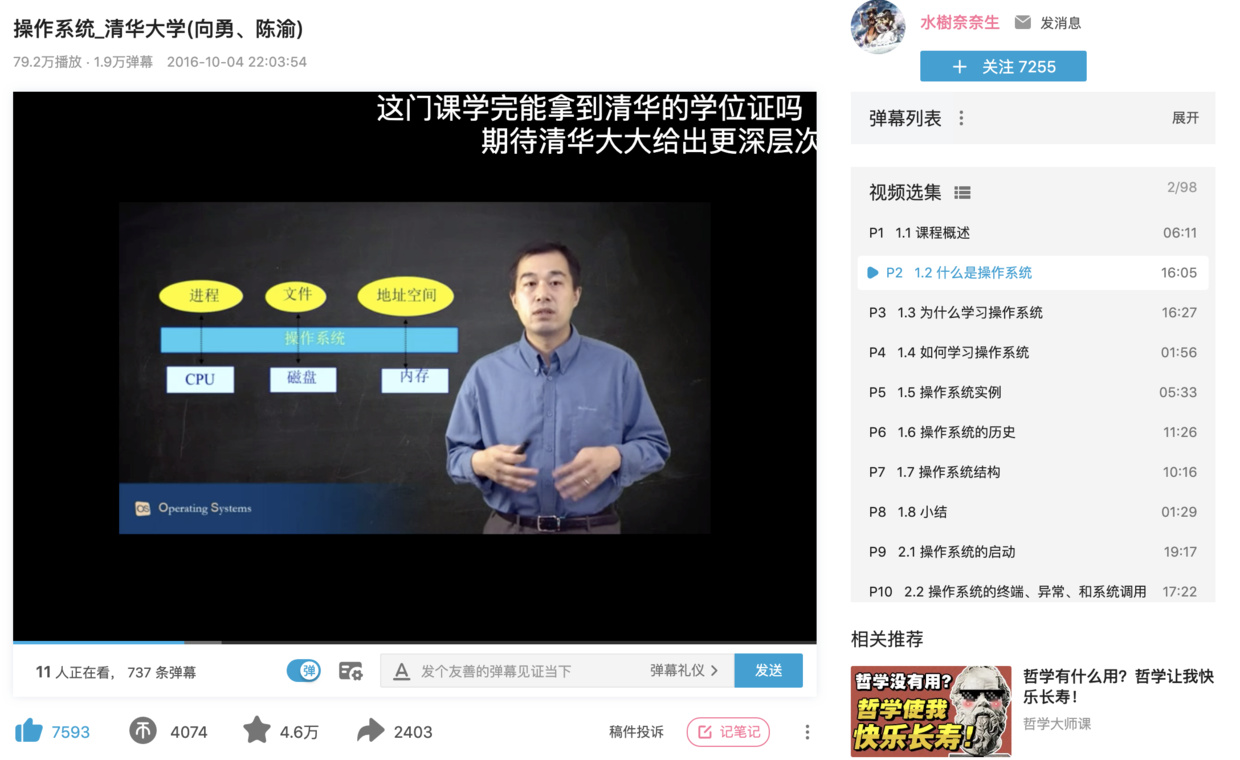 操作系统_清华大学(向勇、陈渝)
79.2万播放 · 1.9万弹幕 2016-10-04 22:03:54
这门课学完能拿到清华的学位证吗
期待清华大大给出更深层次
进程 文件 地址空间
操作系统
CPU 磁盘 内存
OS Operating Systems
11 人正在看， 737 条弹幕
弹
发个友善的弹幕见证当下
弹幕礼仪
发送
7593
4074
4.6万
2403
稿件投诉
记笔记
水樹奈奈生
发消息
+ 关注 7255
弹幕列表
展开
视频选集
2/98
P1 1.1 课程概述 06:11
P2 1.2 什么是操作系统 16:05
P3 1.3 为什么学习操作系统 16:27
P4 1.4 如何学习操作系统 01:56
P5 1.5 操作系统实例 05:33
P6 1.6 操作系统的历史 11:26
P7 1.7 操作系统结构 10:16
P8 1.8 小结 01:29
P9 2.1 操作系统的启动 19:17
P10 2.2 操作系统的终端、异常、和系统调用 17:22
相关推荐
哲学没有用?
哲学使我
快乐长寿!
哲学有什么用？哲学让我快
乐长寿！
哲学大师课